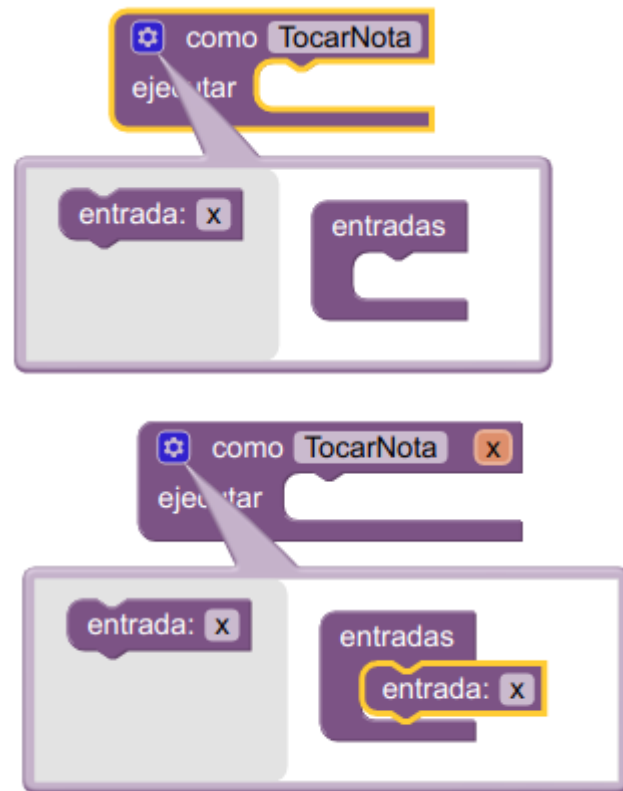 como TocarNota
ejecutar
entrada: x
entradas
como TocarNota x
ejecutar
entrada: x
entradas
entrada: x